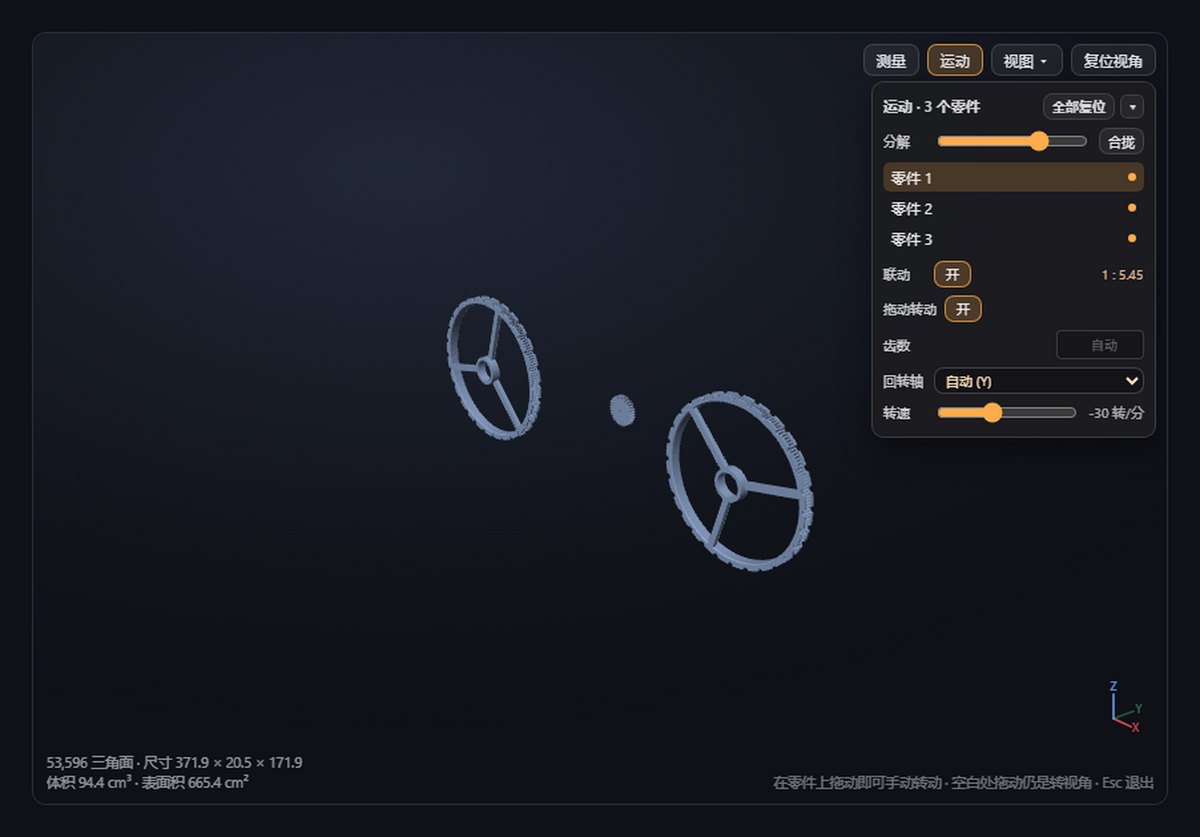 测量 运动 视图 复位视角
运动 · 3 个零件 全部复位
分解 合拢
零件 1
零件 2
零件 3
联动 开 1 : 5.45
拖动转动 开
齿数 自动
回转轴 自动 (Y)
转速 -30 转/分
Z
Y
X
53,596 三角面 · 尺寸 371.9 × 20.5 × 171.9
体积 94.4 cm³ · 表面积 665.4 cm²
在零件上拖动即可手动转动 · 空白处拖动仍是转视角 · Esc 退出